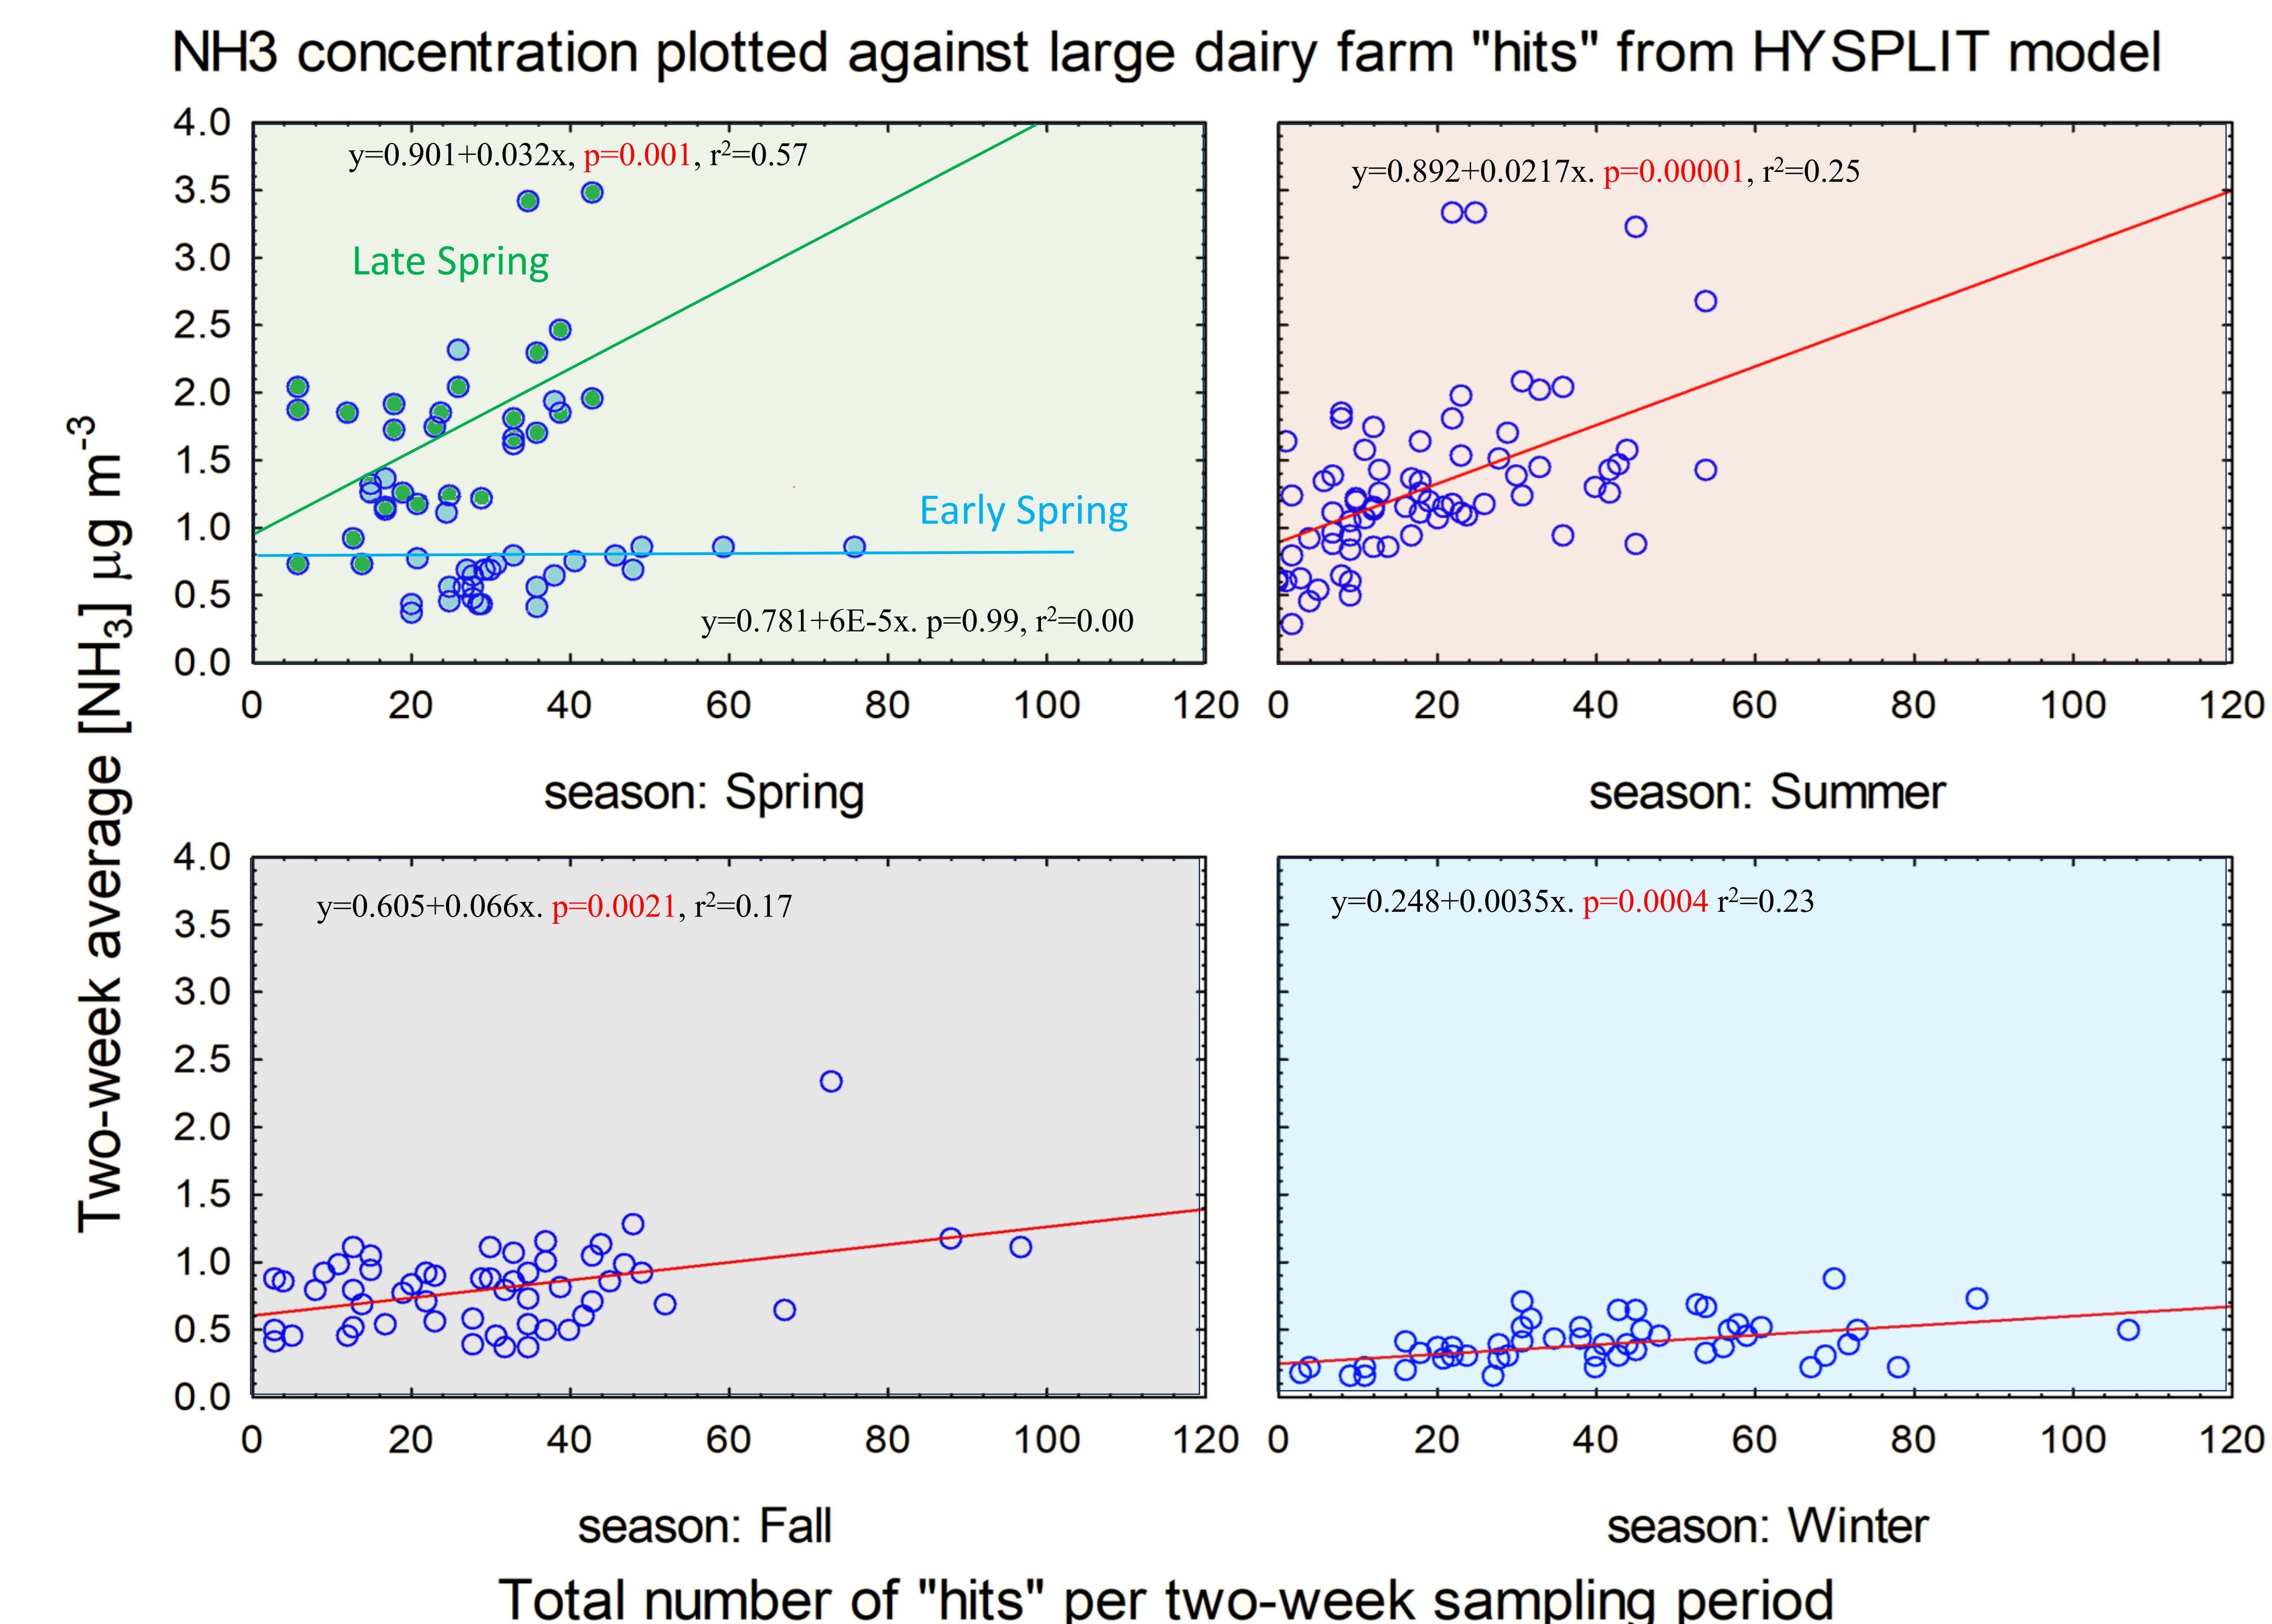 NH3 concentration plotted against large dairy farm "hits" from HYSPLIT model
Two-week average [NH₃] µg m⁻³
4.0
3.5
3.0
2.5
2.0
1.5
1.0
0.5
0.0
y=0.901+0.032x, p=0.001, r²=0.57
Late Spring
Early Spring
y=0.781+6E-5x. p=0.99, r²=0.00
0 20 40 60 80 100 120
season: Spring
y=0.892+0.0217x. p=0.00001, r²=0.25
0 20 40 60 80 100 120
season: Summer
4.0
3.5
3.0
2.5
2.0
1.5
1.0
0.5
0.0
y=0.605+0.066x. p=0.0021, r²=0.17
0 20 40 60 80 100 120
season: Fall
y=0.248+0.0035x. p=0.0004 r²=0.23
0 20 40 60 80 100 120
season: Winter
Total number of "hits" per two-week sampling period